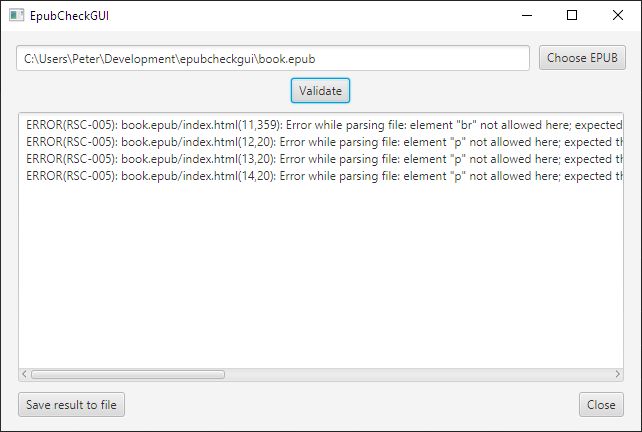 EpubCheckGUI
C:\Users\Peter\Development\epubcheckgui\book.epub
Choose EPUB
Validate
ERROR(RSC-005): book.epub/index.html(11,359): Error while parsing file: element "br" not allowed here; expected
ERROR(RSC-005): book.epub/index.html(12,20): Error while parsing file: element "p" not allowed here; expected th
ERROR(RSC-005): book.epub/index.html(13,20): Error while parsing file: element "p" not allowed here; expected th
ERROR(RSC-005): book.epub/index.html(14,20): Error while parsing file: element "p" not allowed here; expected th
Save result to file
Close